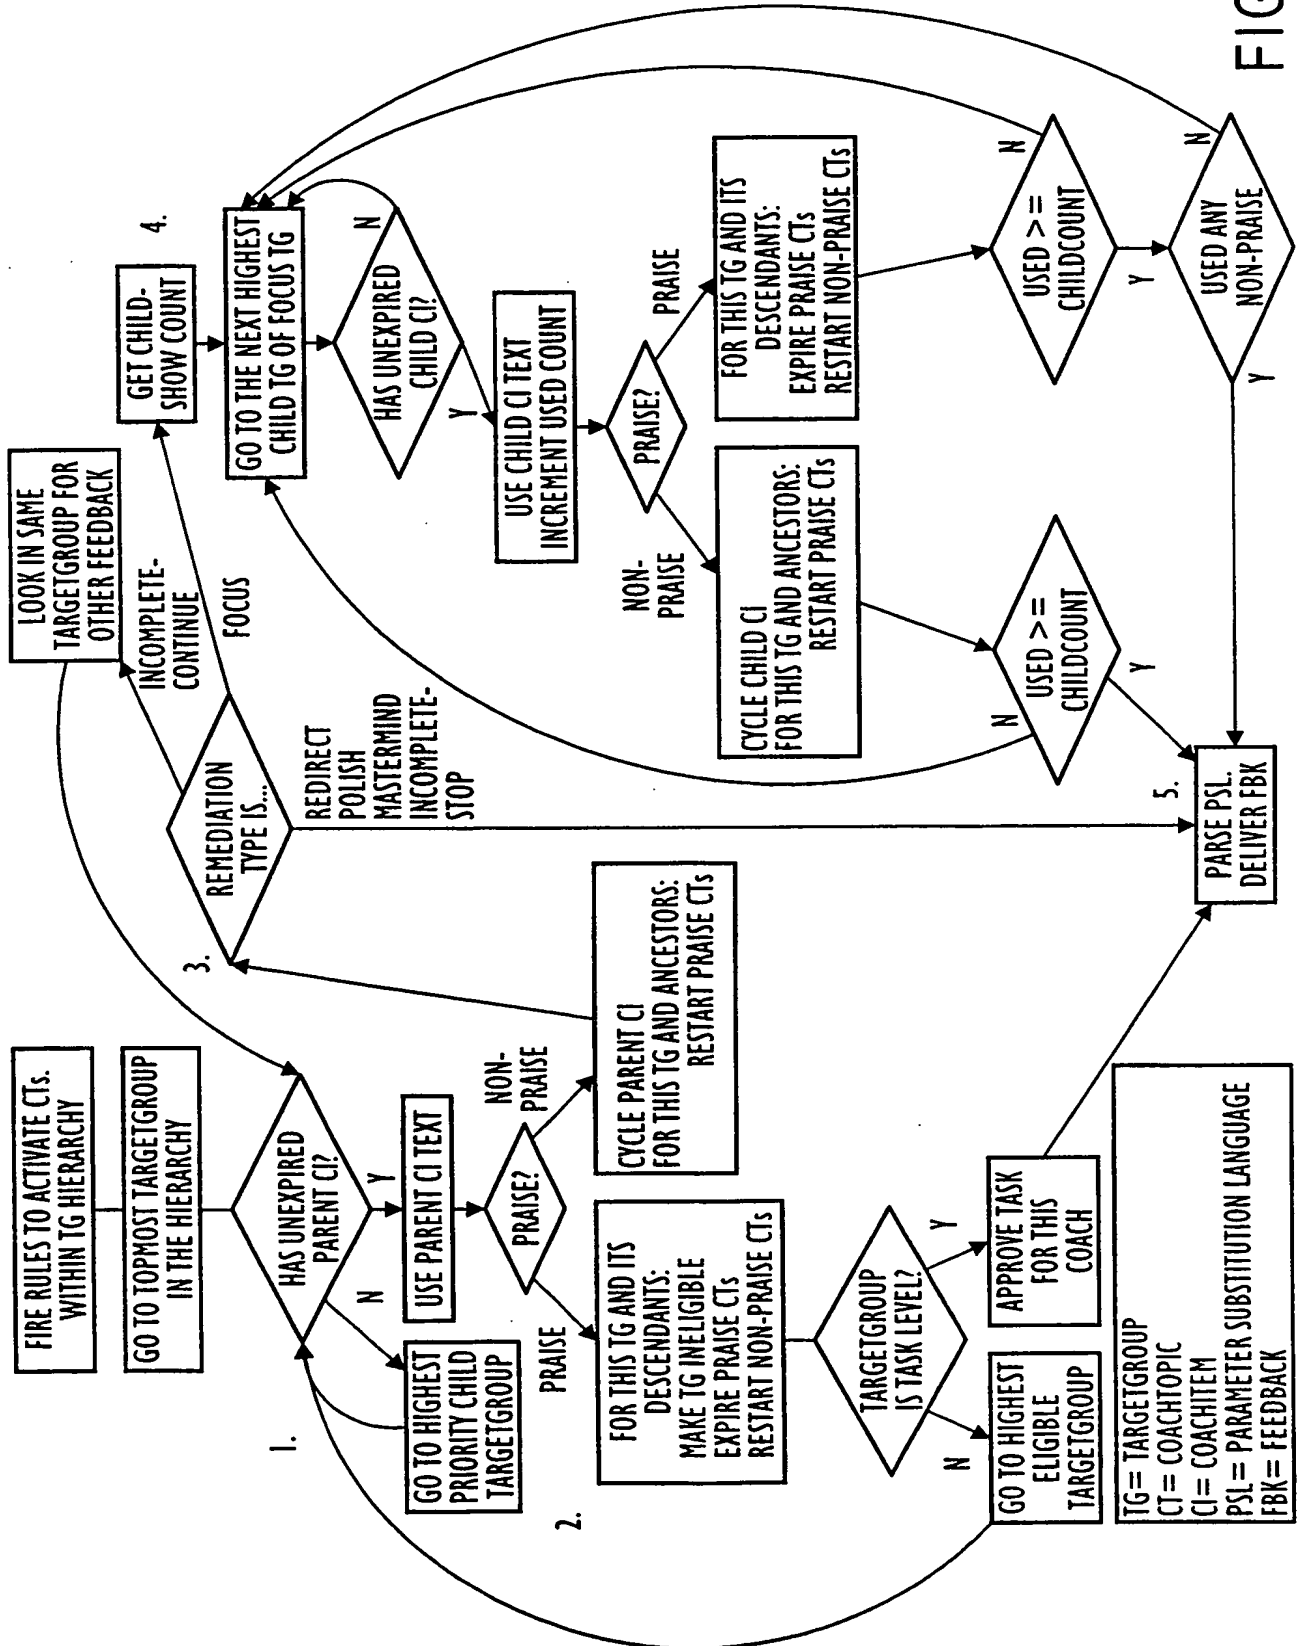 FIRE RULES TO ACTIVATE CTs.
WITHIN TG HIERARCHY
GO TO TOPMOST TARGETGROUP
IN THE HIERARCHY
HAS UNEXPIRED
PARENT CI?
N
Y
1.
GO TO HIGHEST
PRIORITY CHILD
TARGETGROUP
USE PARENT CI TEXT
PRAISE?
PRAISE
NON-
PRAISE
2.
FOR THIS TG AND ITS
DESCENDANTS:
MAKE TG INELIGIBLE
EXPIRE PRAISE CTs
RESTART NON-PRAISE CTs
CYCLE PARENT CI
FOR THIS TG AND ANCESTORS:
RESTART PRAISE CTs
TARGETGROUP
IS TASK LEVEL?
N
Y
GO TO HIGHEST
ELIGIBLE
TARGETGROUP
APPROVE TASK
FOR THIS
COACH
TG= TARGETGROUP
CT= COACHTOPIC
CI= COACHITEM
PSL= PARAMETER SUBSTITUTION LANGUAGE
FBK= FEEDBACK
3.
REMEDIATION
TYPE IS...
LOOK IN SAME
TARGETGROUP FOR
OTHER FEEDBACK
INCOMPLETE-
CONTINUE
FOCUS
REDIRECT
POLISH
MASTERMIND
INCOMPLETE-
STOP
4.
GET CHILD-
SHOW COUNT
GO TO THE NEXT HIGHEST
CHILD TG OF FOCUS TG
HAS UNEXPIRED
CHILD CI?
N
Y
USE CHILD CI TEXT
INCREMENT USED COUNT
PRAISE?
NON-
PRAISE
PRAISE
CYCLE CHILD CI
FOR THIS TG AND ANCESTORS:
RESTART PRAISE CTs
FOR THIS TG AND ITS
DESCENDANTS:
EXPIRE PRAISE CTs
RESTART NON-PRAISE CTs
USED >=
CHILDCOUNT
N
Y
USED >=
CHILDCOUNT
N
Y
USED ANY
NON-PRAISE
N
Y
5.
PARSE PSL.
DELIVER FBK